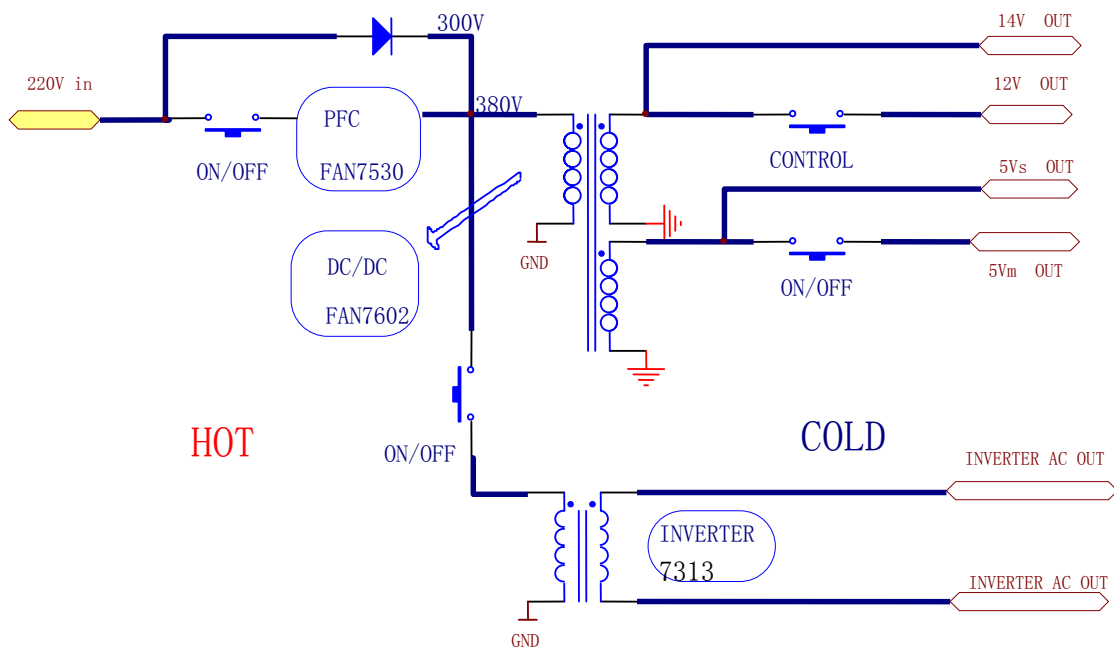 14V OUT
300V
220V in
12V OUT
380V
PFC
FAN7530
ON/OFF
CONTROL
5Vs OUT
GND
DC/DC
FAN7602
5Vm OUT
ON/OFF
HOT
COLD
ON/OFF
INVERTER AC OUT
INVERTER
7313
INVERTER AC OUT
GND